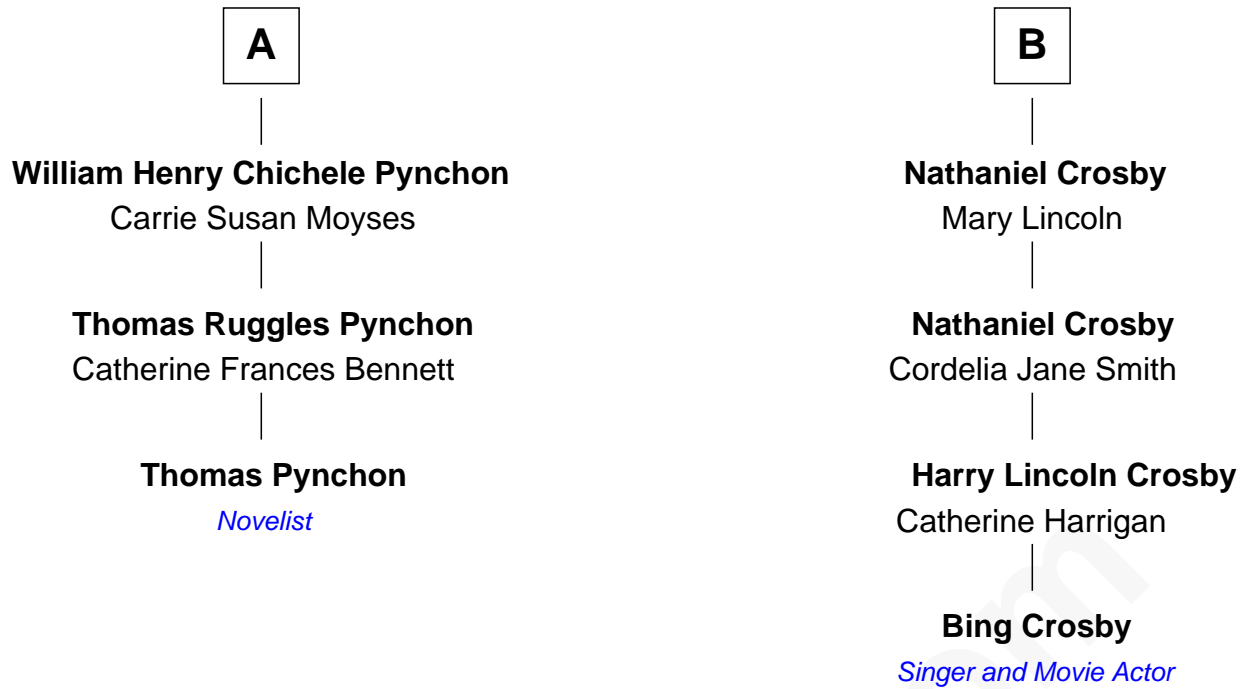 A
William Henry Chichele Pynchon
Carrie Susan Moyses
Thomas Ruggles Pynchon
Catherine Frances Bennett
Thomas Pynchon
Novelist
B
Nathaniel Crosby
Mary Lincoln
Nathaniel Crosby
Cordelia Jane Smith
Harry Lincoln Crosby
Catherine Harrigan
Bing Crosby
Singer and Movie Actor